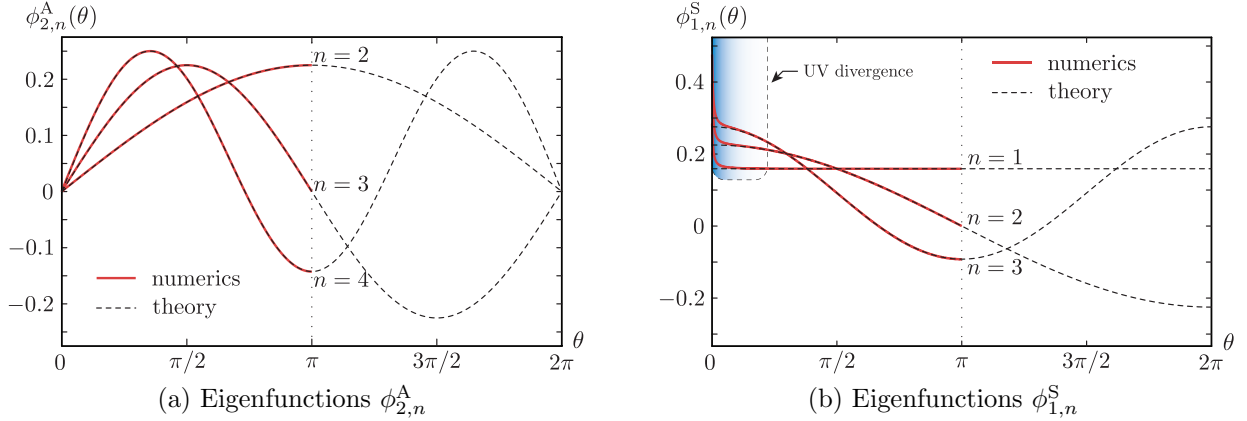 ϕ^A_{2,n}(θ)
0.2
0.1
0
−0.1
−0.2
n = 2
n = 3
n = 4
numerics
theory
0 π/2 π 3π/2 2π
θ
(a) Eigenfunctions ϕ^A_{2,n}
ϕ^S_{1,n}(θ)
0.4
0.2
0
−0.2
UV divergence
numerics
theory
n = 1
n = 2
n = 3
0 π/2 π 3π/2 2π
θ
(b) Eigenfunctions ϕ^S_{1,n}